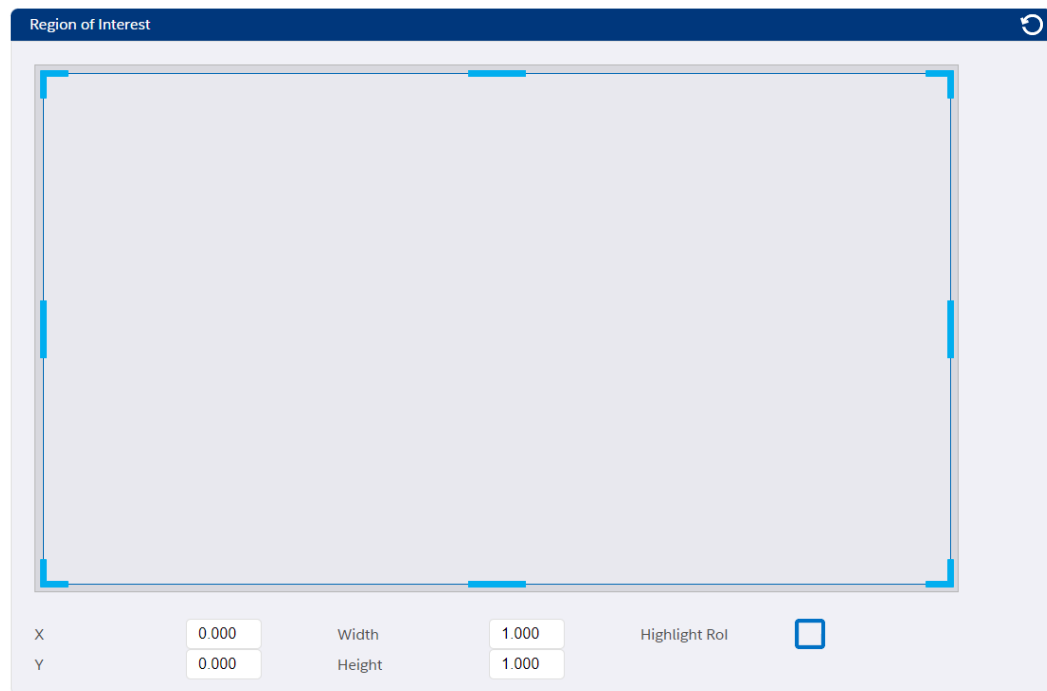 Region of Interest
X 0.000 Width 1.000 Highlight RoI
Y 0.000 Height 1.000